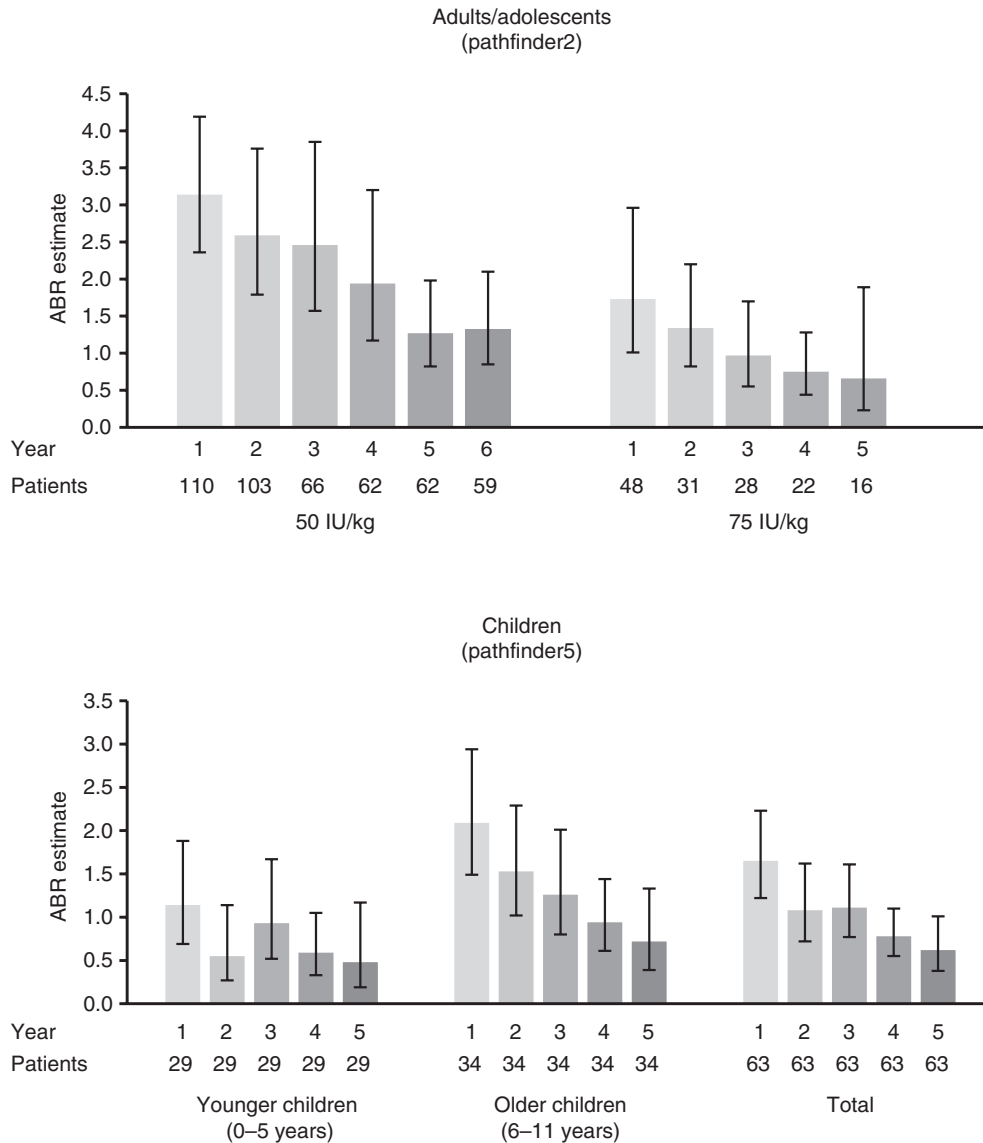 Adults/adolescents
(pathfinder2)
ABR estimate
4.5
4.0
3.5
3.0
2.5
2.0
1.5
1.0
0.5
0.0
Year 1 2 3 4 5 6 1 2 3 4 5
Patients 110 103 66 62 62 59 48 31 28 22 16
50 IU/kg 75 IU/kg
Children
(pathfinder5)
ABR estimate
3.5
3.0
2.5
2.0
1.5
1.0
0.5
0.0
Year 1 2 3 4 5 1 2 3 4 5 1 2 3 4 5
Patients 29 29 29 29 29 34 34 34 34 34 63 63 63 63 63
Younger children Older children Total
(0–5 years) (6–11 years)